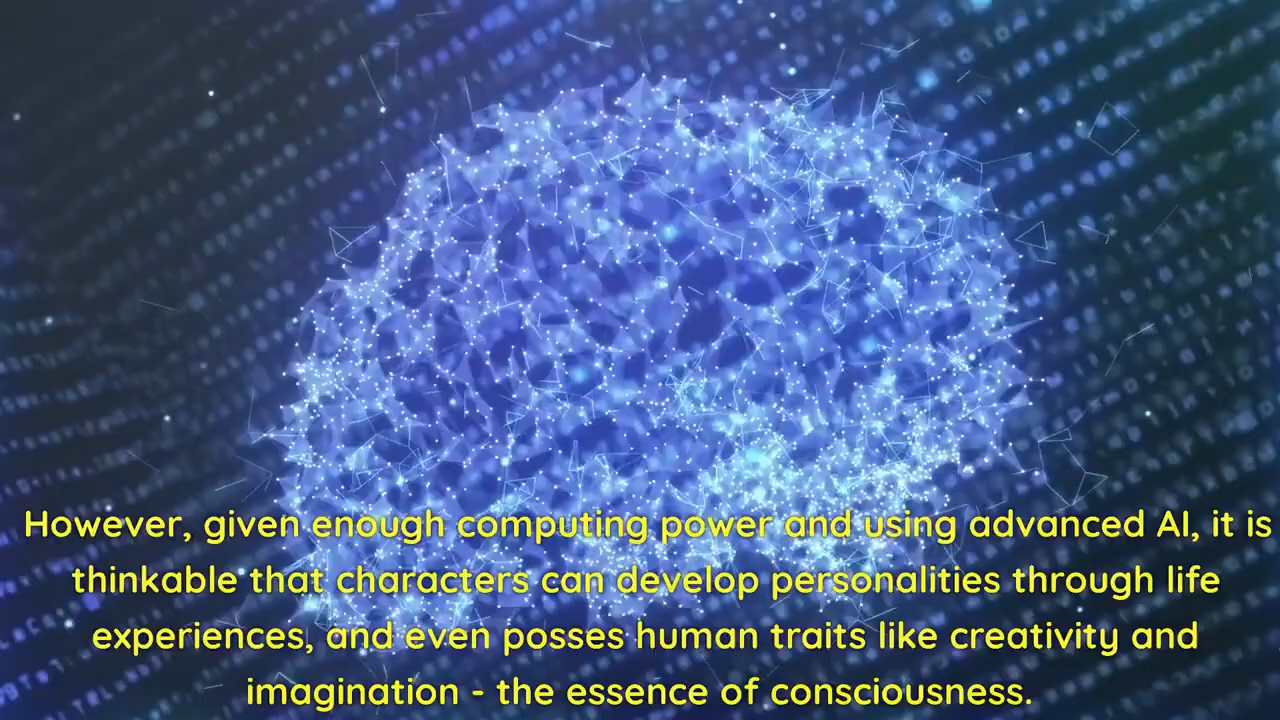 However, given enough computing power and using advanced AI, it is
thinkable that characters can develop personalities through life
experiences, and even posses human traits like creativity and
imagination - the essence of consciousness.